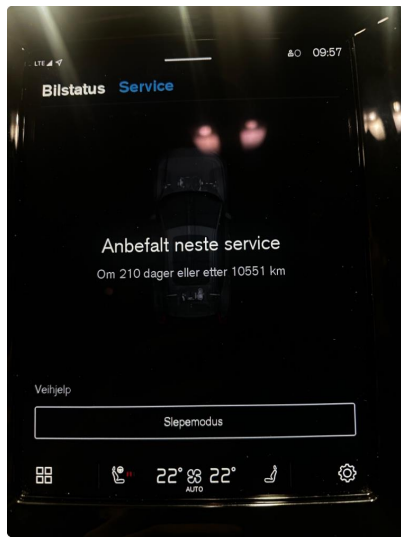 LTE
09:57
Bilstatus Service
Anbefalt neste service
Om 210 dager eller etter 10551 km
Veihjelp
Slepemodus
22° 22°
AUTO